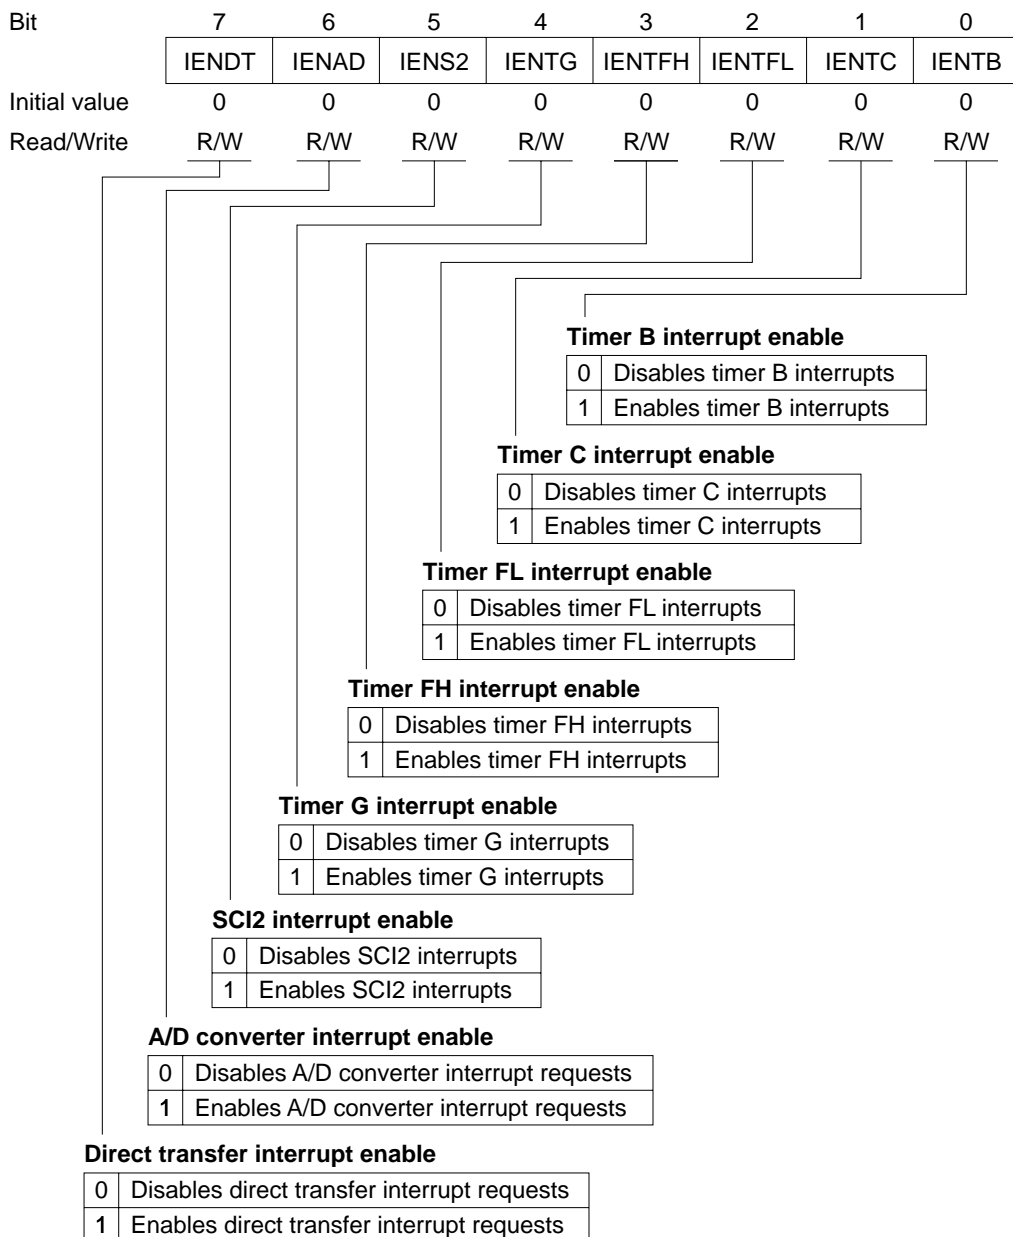 Bit 7 6 5 4 3 2 1 0
IENDT IENAD IENS2 IENTG IENTFH IENTFL IENTC IENTB
Initial value 0 0 0 0 0 0 0 0
Read/Write R/W R/W R/W R/W R/W R/W R/W R/W
Timer B interrupt enable
0 Disables timer B interrupts
1 Enables timer B interrupts
Timer C interrupt enable
0 Disables timer C interrupts
1 Enables timer C interrupts
Timer FL interrupt enable
0 Disables timer FL interrupts
1 Enables timer FL interrupts
Timer FH interrupt enable
0 Disables timer FH interrupts
1 Enables timer FH interrupts
Timer G interrupt enable
0 Disables timer G interrupts
1 Enables timer G interrupts
SCI2 interrupt enable
0 Disables SCI2 interrupts
1 Enables SCI2 interrupts
A/D converter interrupt enable
0 Disables A/D converter interrupt requests
1 Enables A/D converter interrupt requests
Direct transfer interrupt enable
0 Disables direct transfer interrupt requests
1 Enables direct transfer interrupt requests